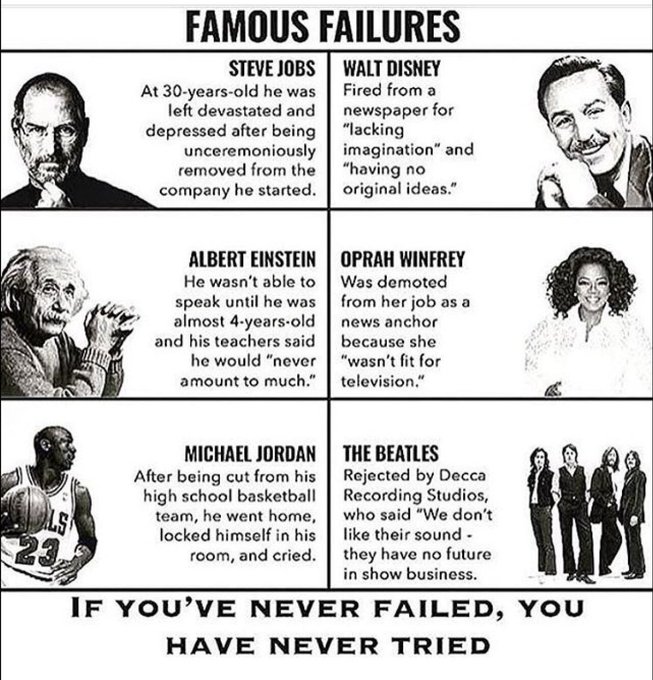 FAMOUS FAILURES
STEVE JOBS
At 30-years-old he was
left devastated and
depressed after being
unceremoniously
removed from the
company he started.
WALT DISNEY
Fired from a
newspaper for
"lacking
imagination" and
"having no
original ideas."
ALBERT EINSTEIN
He wasn't able to
speak until he was
almost 4-years-old
and his teachers said
he would "never
amount to much."
OPRAH WINFREY
Was demoted
from her job as a
news anchor
because she
"wasn't fit for
television."
MICHAEL JORDAN
After being cut from his
high school basketball
team, he went home,
locked himself in his
room, and cried.
LS
23
THE BEATLES
Rejected by Decca
Recording Studios,
who said "We don't
like their sound -
they have no future
in show business.
IF YOU'VE NEVER FAILED, YOU
HAVE NEVER TRIED